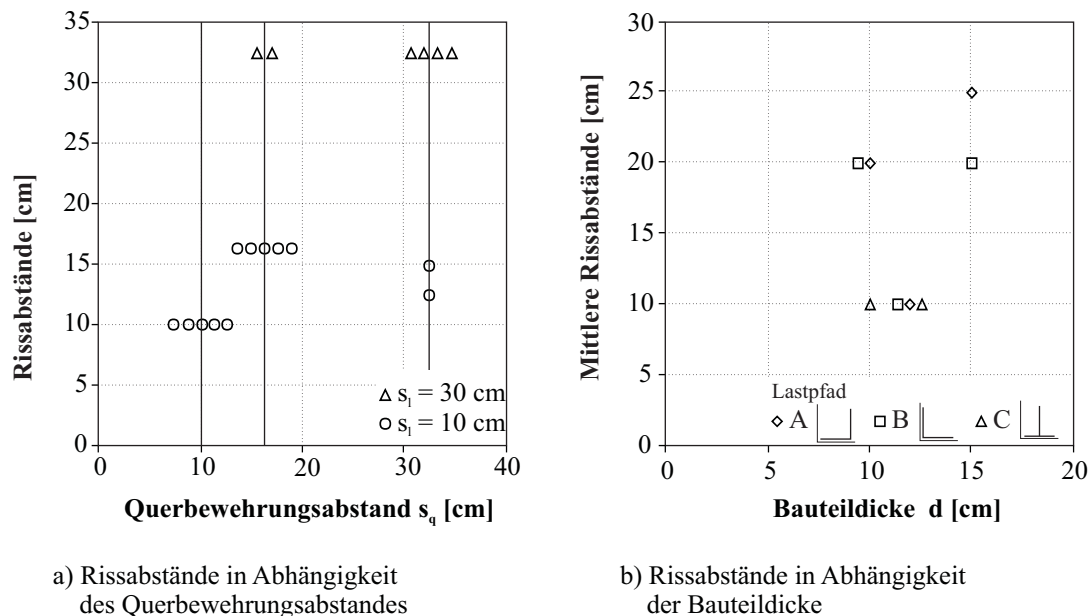 35
30
25
20
15
10
5
0
Rissabstände [cm]
△ s_l = 30 cm
○ s_l = 10 cm
0 10 20 30 40
Querbewehrungsabstand s_q [cm]
a) Rissabstände in Abhängigkeit
des Querbewehrungsabstandes
30
25
20
15
10
5
0
Mittlere Rissabstände [cm]
Lastpfad
◇ A □ B △ C
0 5 10 15 20
Bauteildicke d [cm]
b) Rissabstände in Abhängigkeit
der Bauteildicke